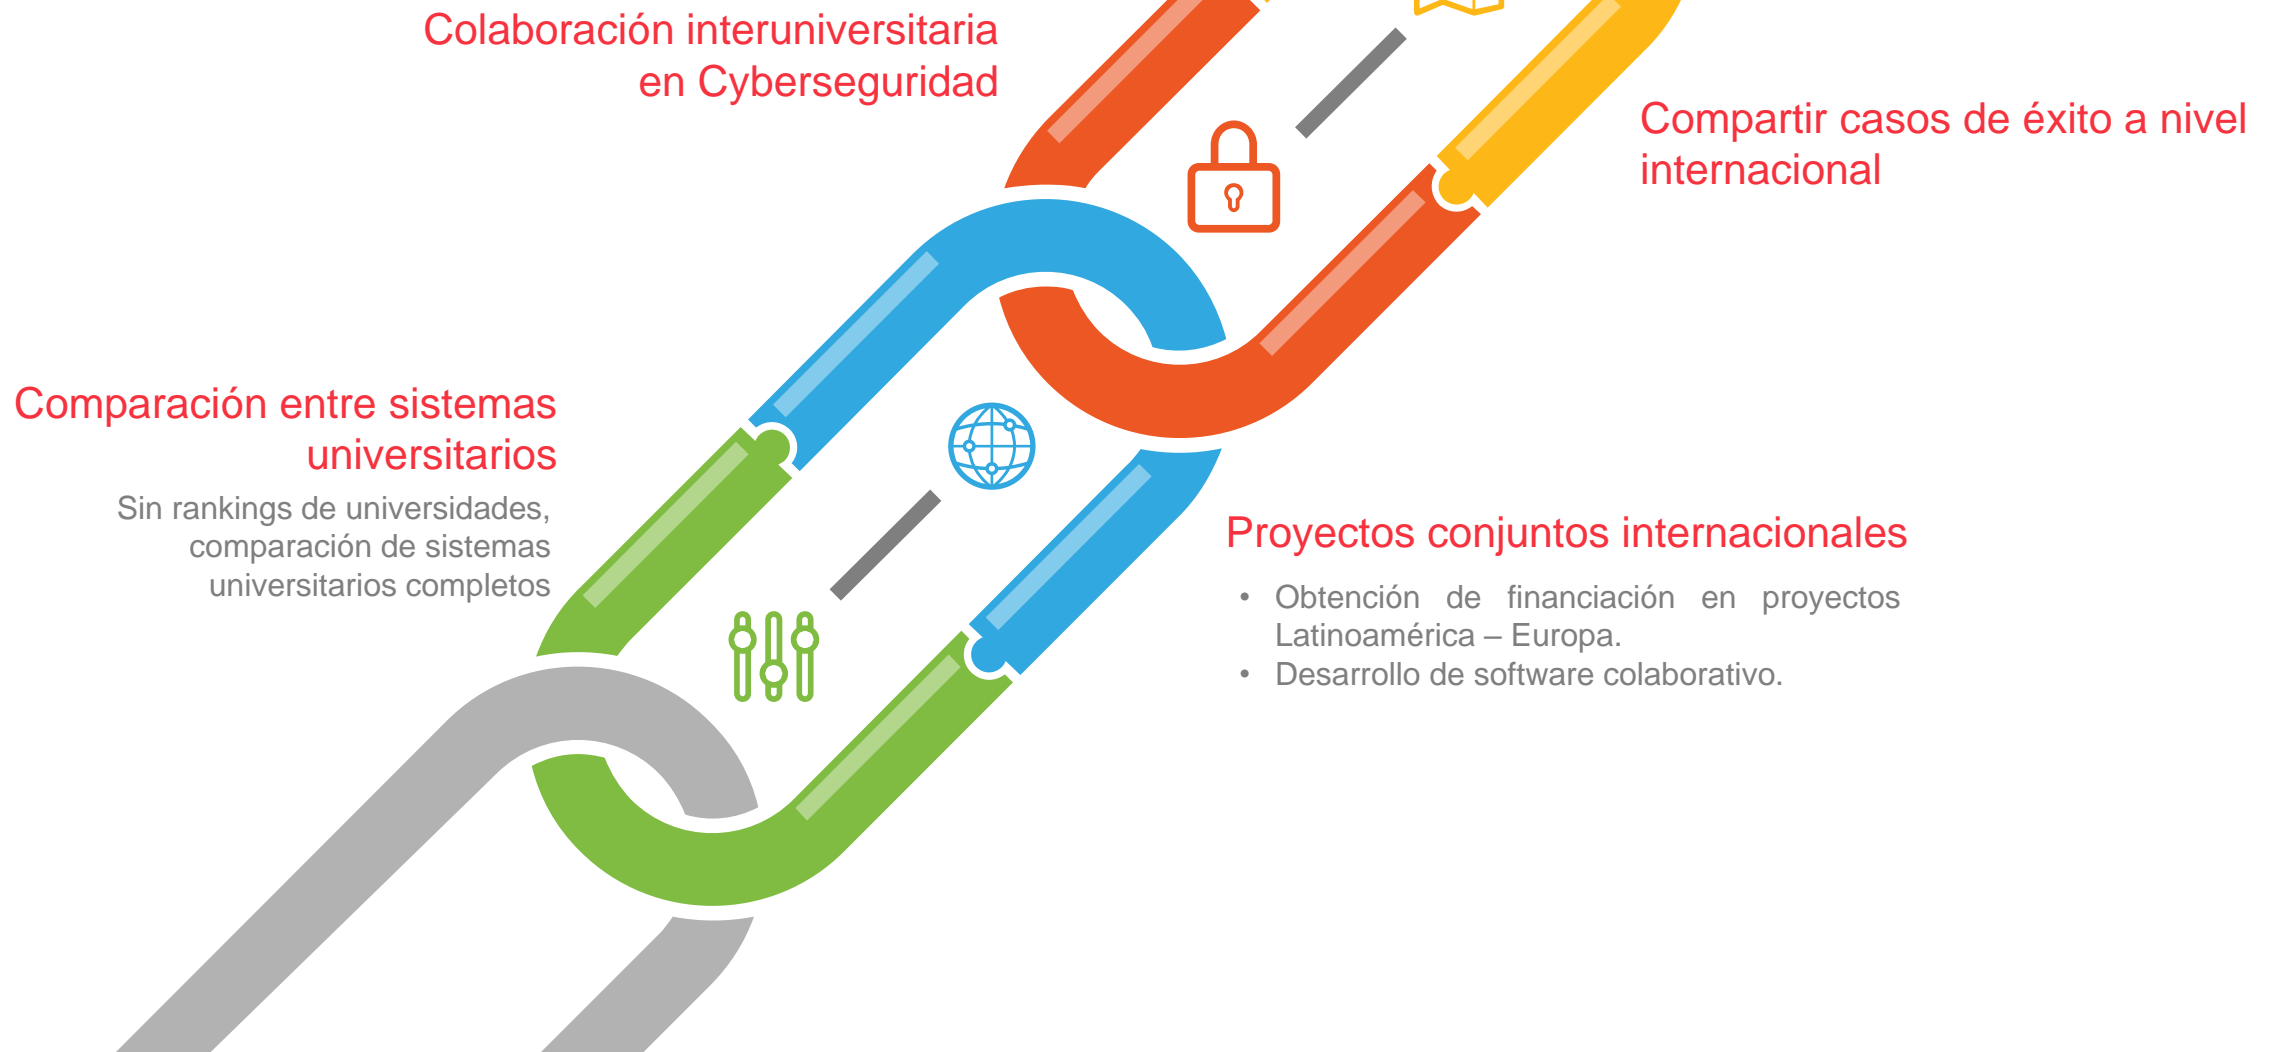 Colaboración interuniversitaria
en Cyberseguridad
Compartir casos de éxito a nivel
internacional
Comparación entre sistemas
universitarios
Sin rankings de universidades,
comparación de sistemas
universitarios completos
Proyectos conjuntos internacionales
• Obtención de financiación en proyectos
Latinoamérica – Europa.
• Desarrollo de software colaborativo.